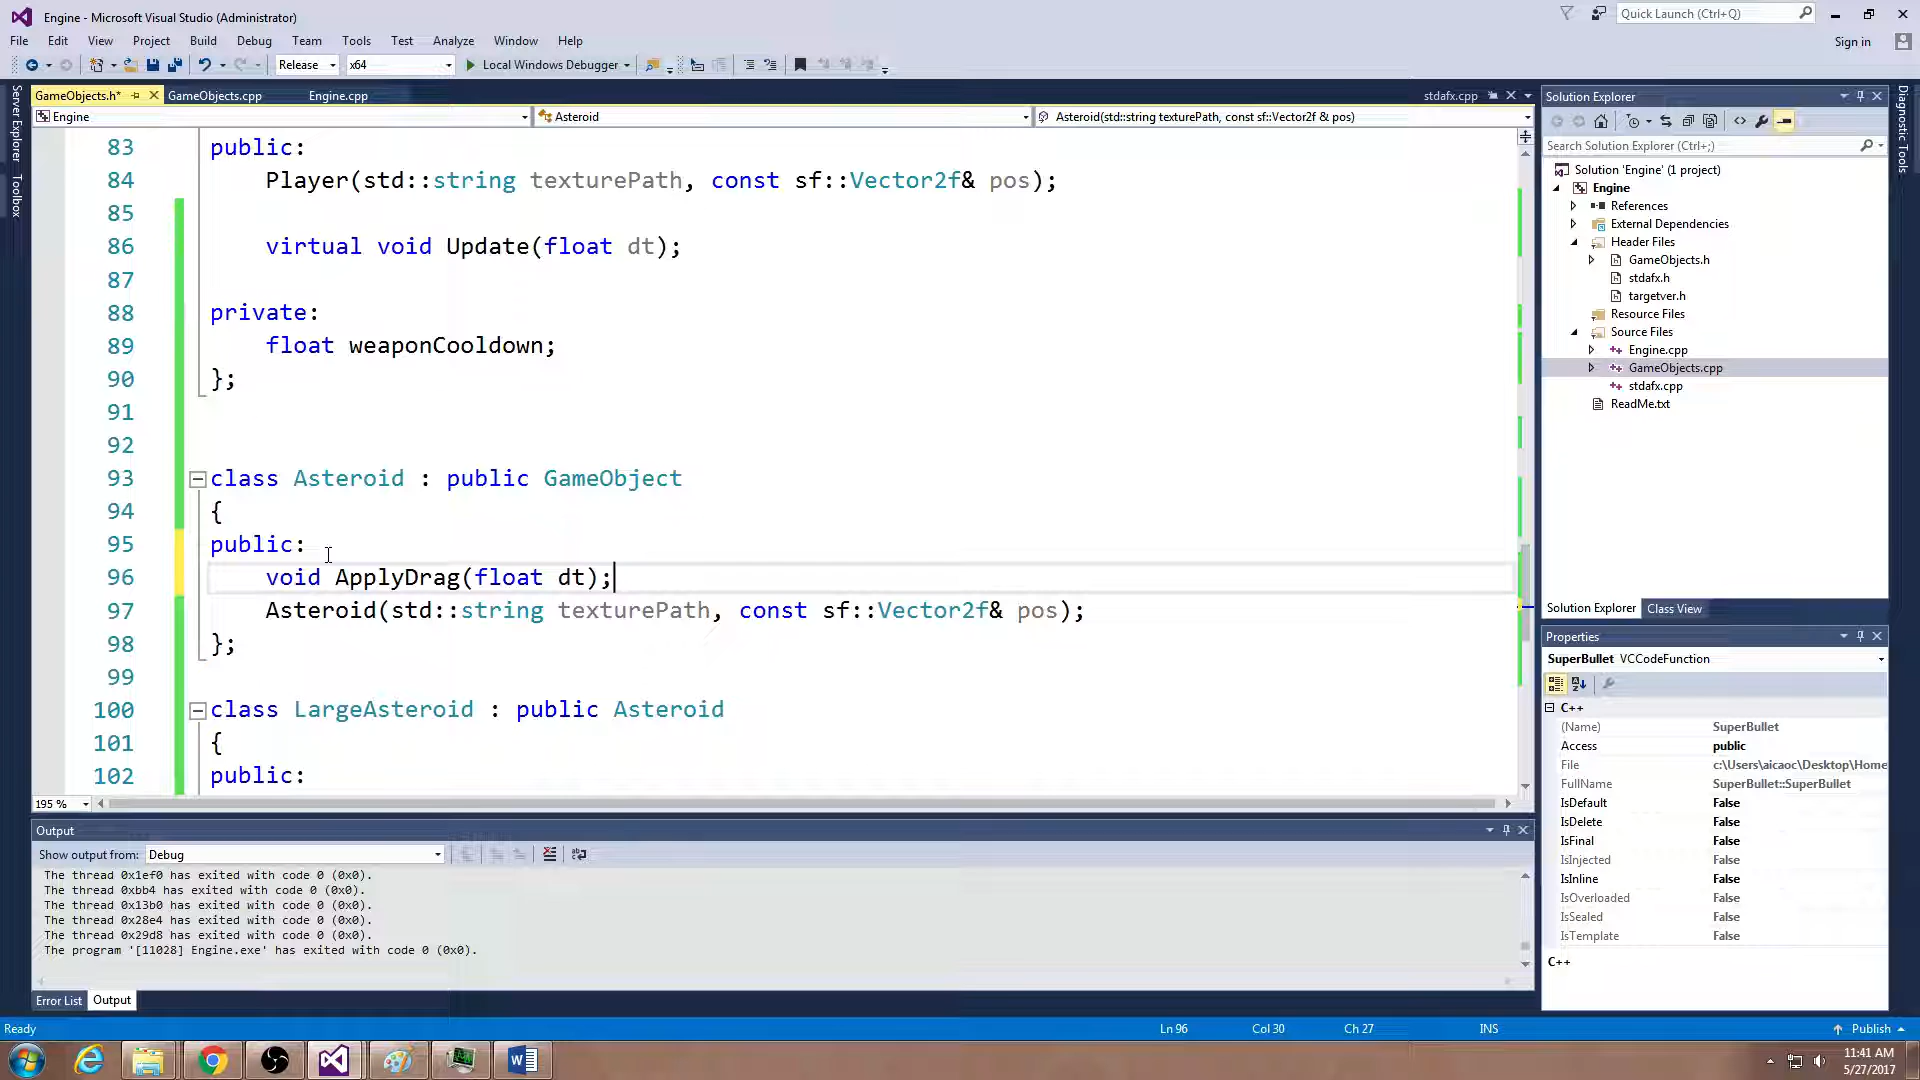 Engine - Microsoft Visual Studio (Administrator)
Quick Launch (Ctrl+Q)
File Edit View Project Build Debug Team Tools Test Analyze Window Help
Sign in
Release x64 Local Windows Debugger
GameObjects.h* GameObjects.cpp Engine.cpp stdafx.cpp
Engine Asteroid Asteroid(std::string texturePath, const sf::Vector2f & pos)
83 public:
84 Player(std::string texturePath, const sf::Vector2f& pos);
85
86 virtual void Update(float dt);
87
88 private:
89 float weaponCooldown;
90 };
91
92
93 class Asteroid : public GameObject
94 {
95 public:
96 void ApplyDrag(float dt);
97 Asteroid(std::string texturePath, const sf::Vector2f& pos);
98 };
99
100 class LargeAsteroid : public Asteroid
101 {
102 public:
195 %
Server Explorer
Toolbox
Diagnostic Tools
Solution Explorer
Search Solution Explorer (Ctrl+;)
Solution 'Engine' (1 project)
Engine
References
External Dependencies
Header Files
GameObjects.h
stdafx.h
targetver.h
Resource Files
Source Files
Engine.cpp
GameObjects.cpp
stdafx.cpp
ReadMe.txt
Solution Explorer Class View
Properties
SuperBullet VCCodeFunction
C++
(Name) SuperBullet
Access public
File c:\Users\aicaoc\Desktop\Home
FullName SuperBullet::SuperBullet
IsDefault False
IsDelete False
IsFinal False
IsInjected False
IsInline False
IsOverloaded False
IsSealed False
IsTemplate False
C++
Output
Show output from: Debug
The thread 0x1ef0 has exited with code 0 (0x0).
The thread 0xbb4 has exited with code 0 (0x0).
The thread 0x13b0 has exited with code 0 (0x0).
The thread 0x28e4 has exited with code 0 (0x0).
The thread 0x29d8 has exited with code 0 (0x0).
The program '[11028] Engine.exe' has exited with code 0 (0x0).
Error List Output
Ready Ln 96 Col 30 Ch 27 INS Publish
11:41 AM
5/27/2017